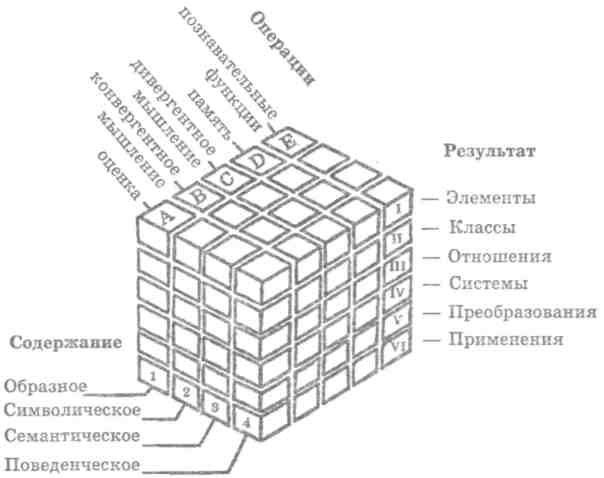 Операции
познавательные
функции
память
дивергентное
мышление
конвергентное
мышление
оценка
A
B
C
D
E
Результат
I
Элементы
II
Классы
III
Отношения
IV
Системы
V
Преобразования
VI
Применения
Содержание
Образное
1
Символическое
2
Семантическое
3
Поведенческое
4